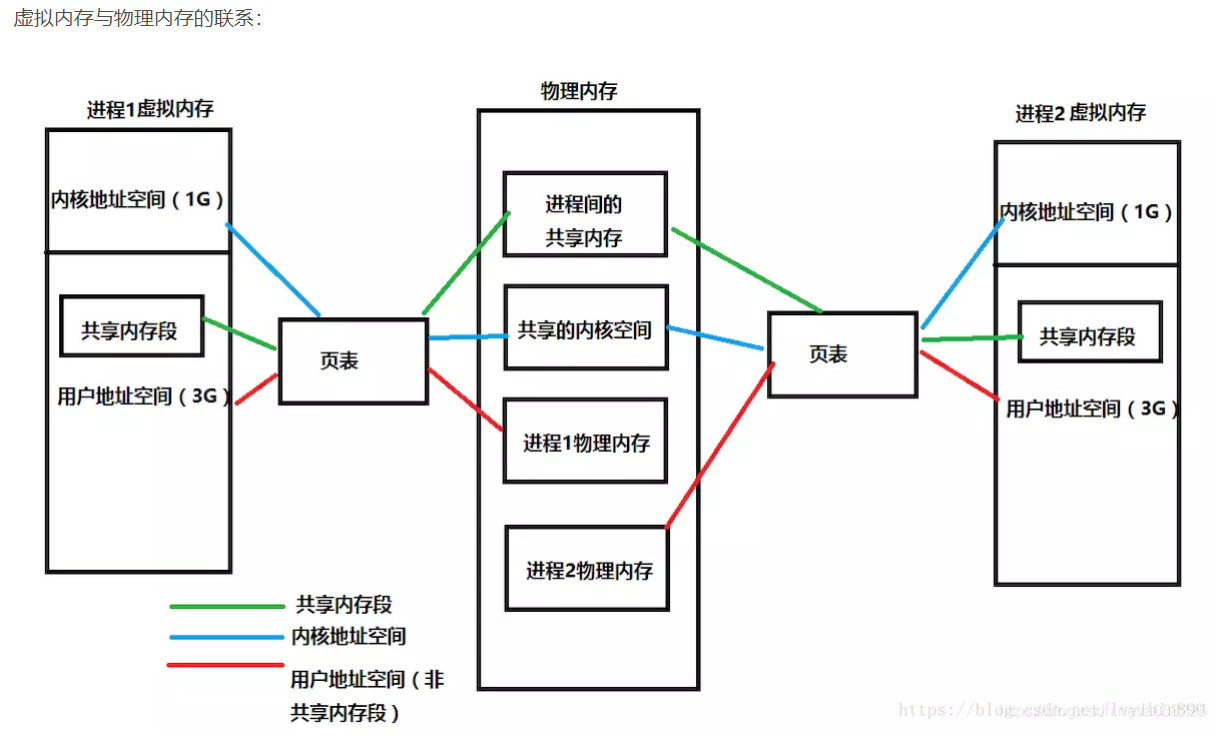 虚拟内存与物理内存的联系：
物理内存
进程1虚拟内存
进程2 虚拟内存
内核地址空间（1G）
进程间的
共享内存
内核地址空间（1G）
共享内存段
共享的内核空间
共享内存段
页表
页表
用户地址空间（3G）
用户地址空间（3G）
进程1物理内存
进程2物理内存
共享内存段
内核地址空间
用户地址空间（非
共享内存段）